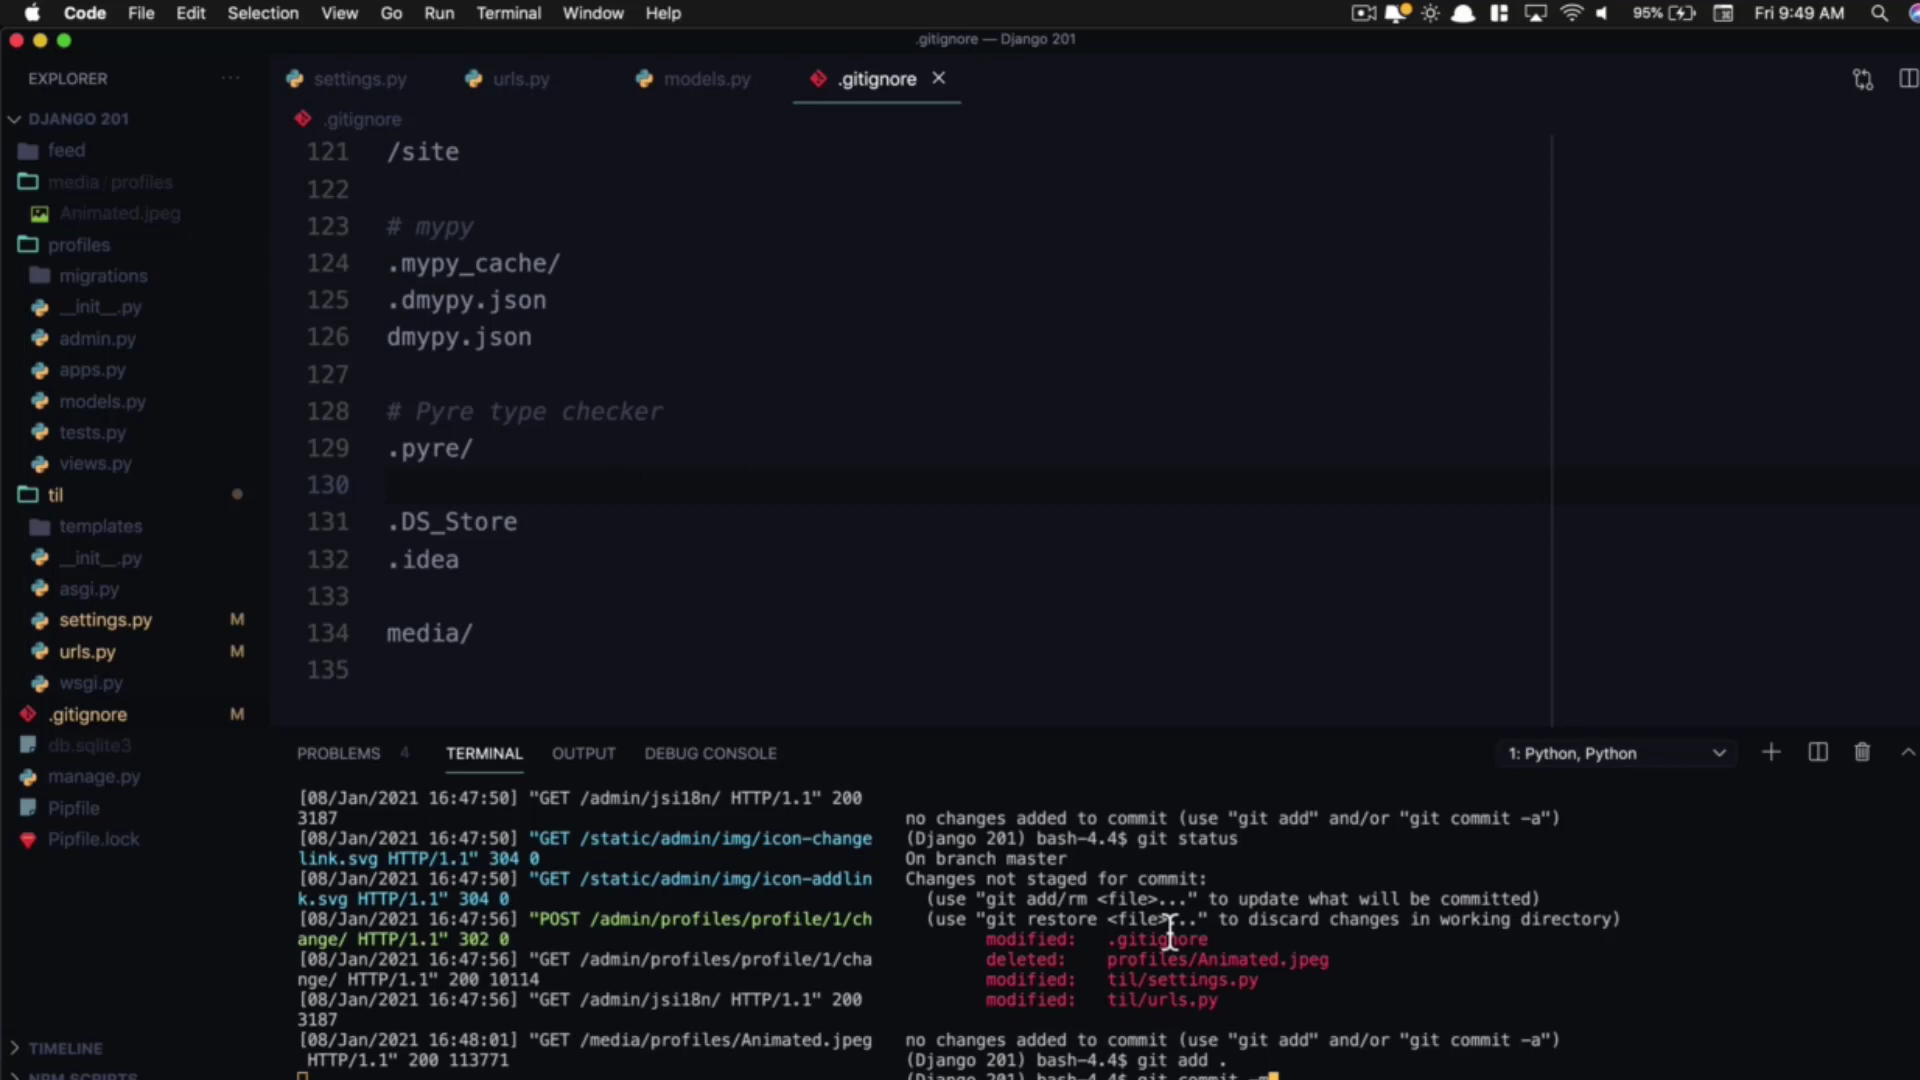 Code File Edit Selection View Go Run Terminal Window Help 95% Fri 9:49 AM
.gitignore — Django 201
EXPLORER ...
settings.py urls.py models.py .gitignore
DJANGO 201
feed
media / profiles
Animated.jpeg
profiles
migrations
__init__.py
admin.py
apps.py
models.py
tests.py
views.py
til
templates
__init__.py
asgi.py
settings.py M
urls.py M
wsgi.py
.gitignore M
db.sqlite3
manage.py
Pipfile
Pipfile.lock
TIMELINE
NPM SCRIPTS
.gitignore
121 /site
122
123 # mypy
124 .mypy_cache/
125 .dmypy.json
126 dmypy.json
127
128 # Pyre type checker
129 .pyre/
130
131 .DS_Store
132 .idea
133
134 media/
135
PROBLEMS 4 TERMINAL OUTPUT DEBUG CONSOLE 1: Python, Python
[08/Jan/2021 16:47:50] "GET /admin/jsi18n/ HTTP/1.1" 200
3187
[08/Jan/2021 16:47:50] "GET /static/admin/img/icon-change
link.svg HTTP/1.1" 304 0
[08/Jan/2021 16:47:50] "GET /static/admin/img/icon-addlin
k.svg HTTP/1.1" 304 0
[08/Jan/2021 16:47:56] "POST /admin/profiles/profile/1/ch
ange/ HTTP/1.1" 302 0
[08/Jan/2021 16:47:56] "GET /admin/profiles/profile/1/cha
nge/ HTTP/1.1" 200 10114
[08/Jan/2021 16:47:56] "GET /admin/jsi18n/ HTTP/1.1" 200
3187
[08/Jan/2021 16:48:01] "GET /media/profiles/Animated.jpeg
HTTP/1.1" 200 113771
no changes added to commit (use "git add" and/or "git commit -a")
(Django 201) bash-4.4$ git status
On branch master
Changes not staged for commit:
(use "git add/rm <file>..." to update what will be committed)
(use "git restore <file>..." to discard changes in working directory)
modified: .gitignore
deleted: profiles/Animated.jpeg
modified: til/settings.py
modified: til/urls.py
no changes added to commit (use "git add" and/or "git commit -a")
(Django 201) bash-4.4$ git add .
(Django 201) bash-4.4$ git commit -m